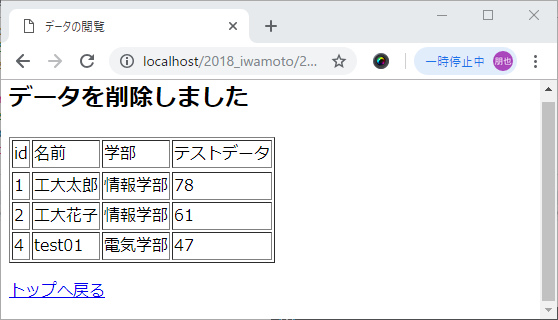 データの閲覧
localhost/2018_iwamoto/2...
一時停止中 朋也
データを削除しました
id 名前 学部 テストデータ
1 工大太郎 情報学部 78
2 工大花子 情報学部 61
4 test01 電気学部 47
トップへ戻る